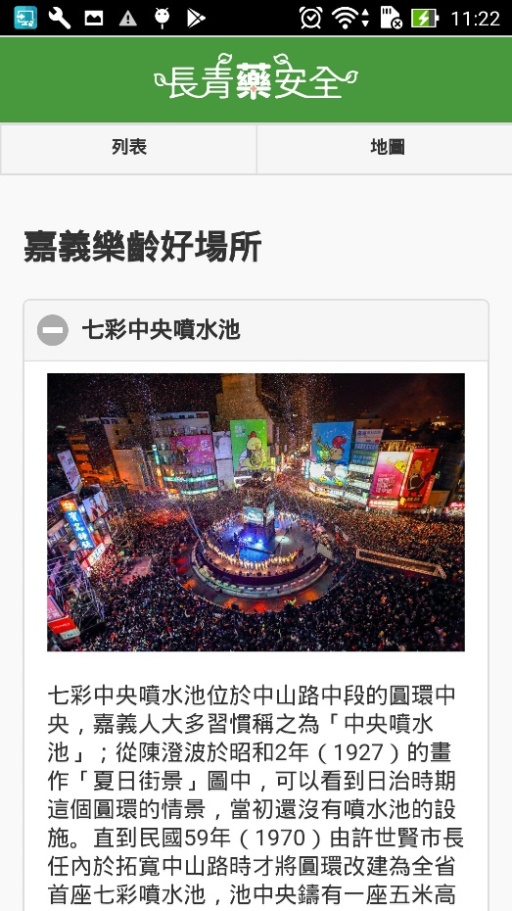 11:22
長青藥安全
列表
地圖
嘉義樂齡好場所
七彩中央噴水池
七彩中央噴水池位於中山路中段的圓環中
央，嘉義人大多習慣稱之為「中央噴水
池」；從陳澄波於昭和2年（1927）的畫
作「夏日街景」圖中，可以看到日治時期
這個圓環的情景，當初還沒有噴水池的設
施。直到民國59年（1970）由許世賢市長
任內於拓寬中山路時才將圓環改建為全省
首座七彩噴水池，池中央鑄有一座五米高